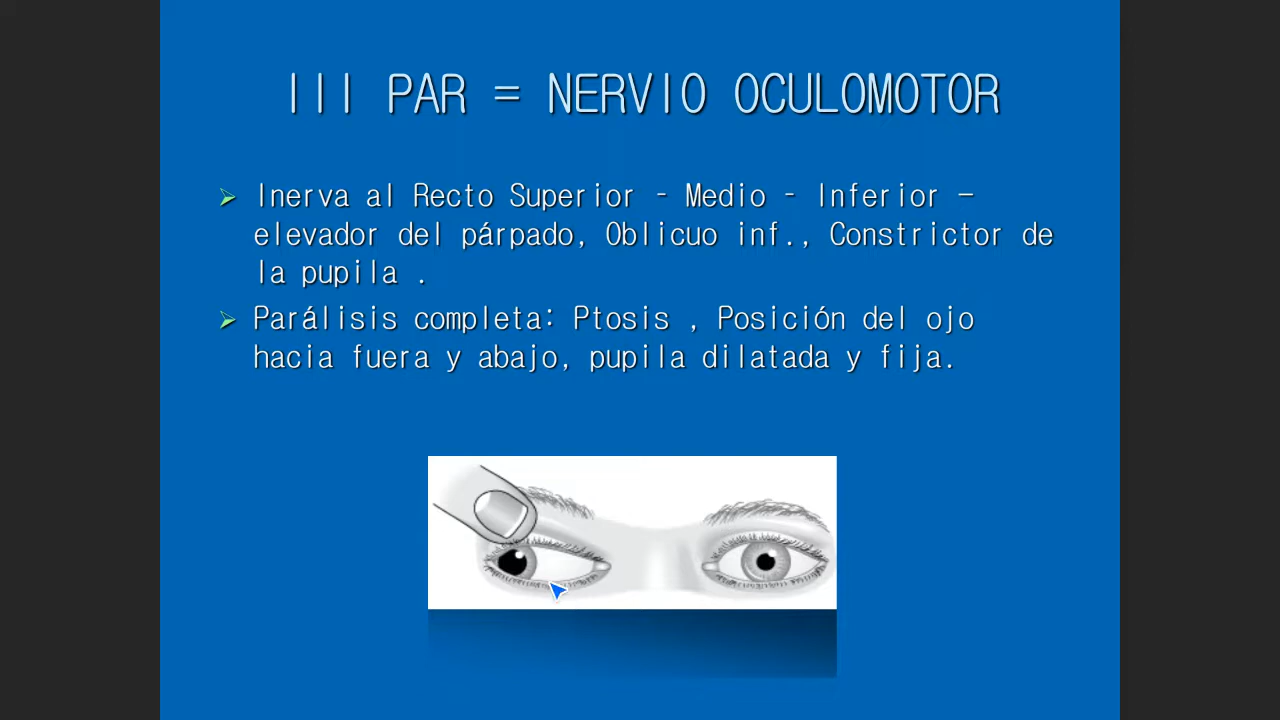 III PAR = NERVIO OCULOMOTOR
Inerva al Recto Superior - Medio - Inferior –
elevador del párpado, Oblicuo inf., Constrictor de
la pupila .
Parálisis completa: Ptosis , Posición del ojo
hacia fuera y abajo, pupila dilatada y fija.